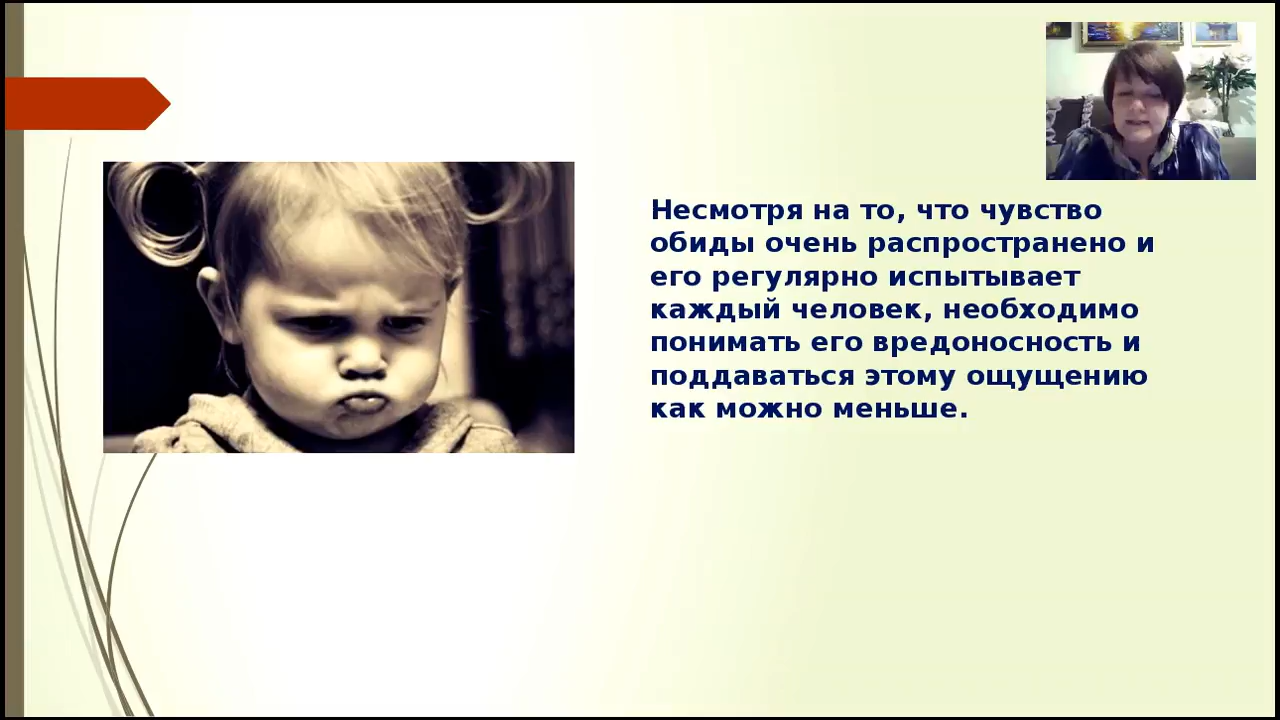 Несмотря на то, что чувство
обиды очень распространено и
его регулярно испытывает
каждый человек, необходимо
понимать его вредоносность и
поддаваться этому ощущению
как можно меньше.